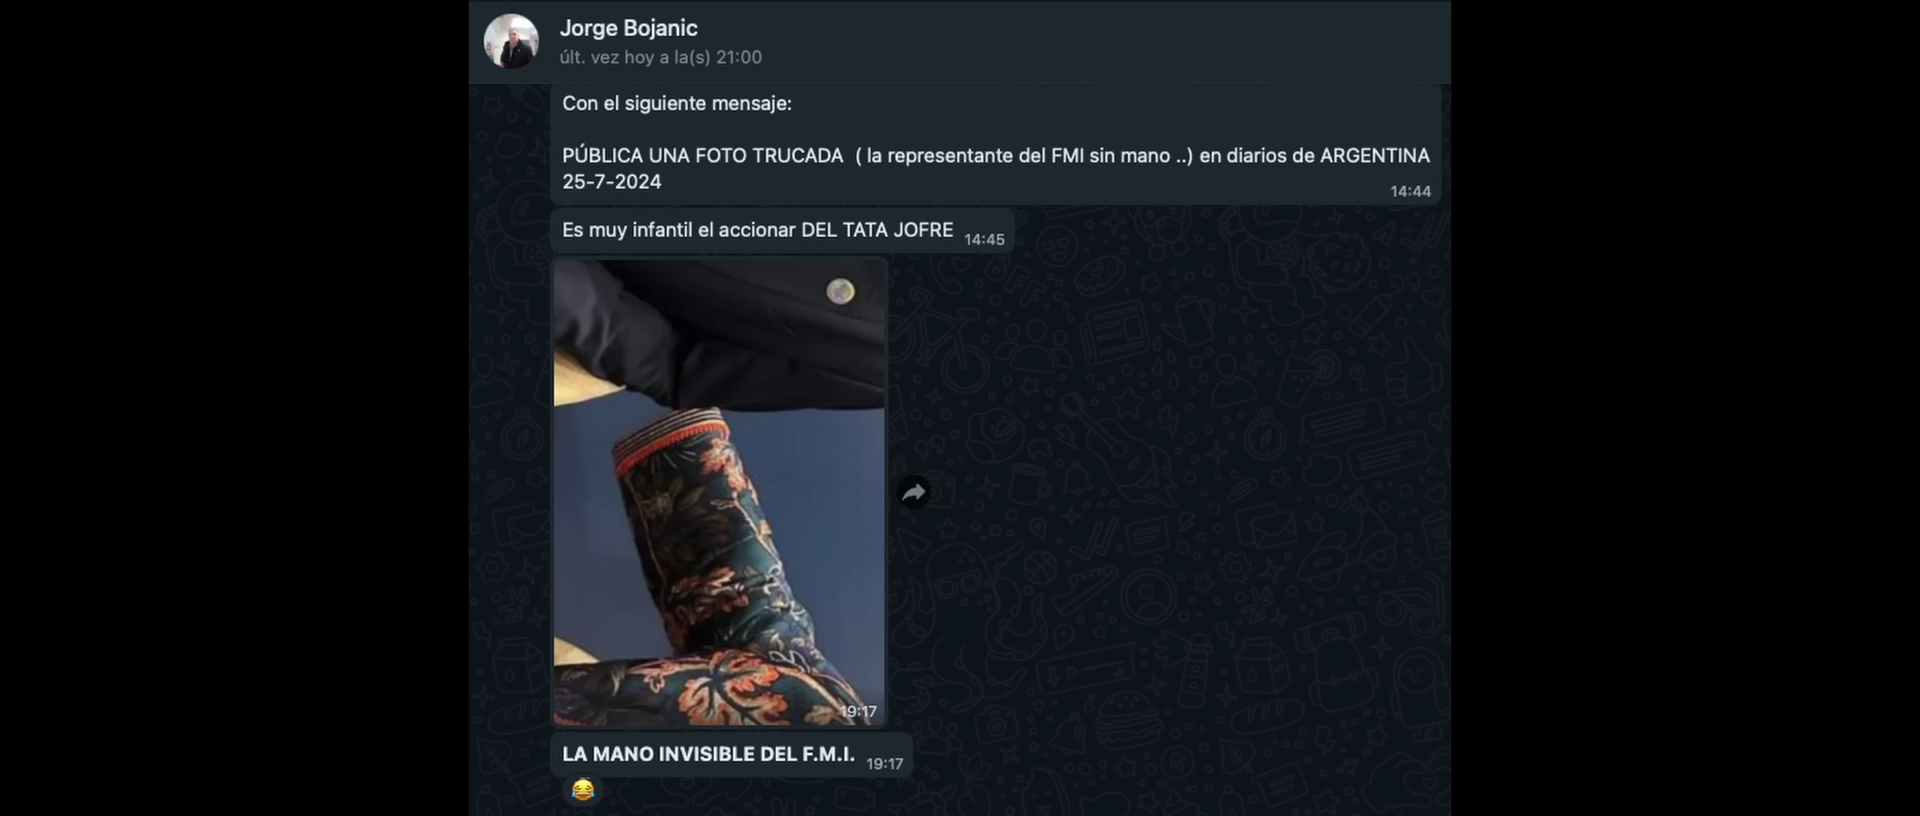 Jorge Bojanic
últ. vez hoy a la(s) 21:00
Con el siguiente mensaje:
PÚBLICA UNA FOTO TRUCADA  ( la representante del FMI sin mano ..) en diarios de ARGENTINA
25-7-2024
14:44
Es muy infantil el accionar DEL TATA JOFRE 14:45
19:17
LA MANO INVISIBLE DEL F.M.I. 19:17